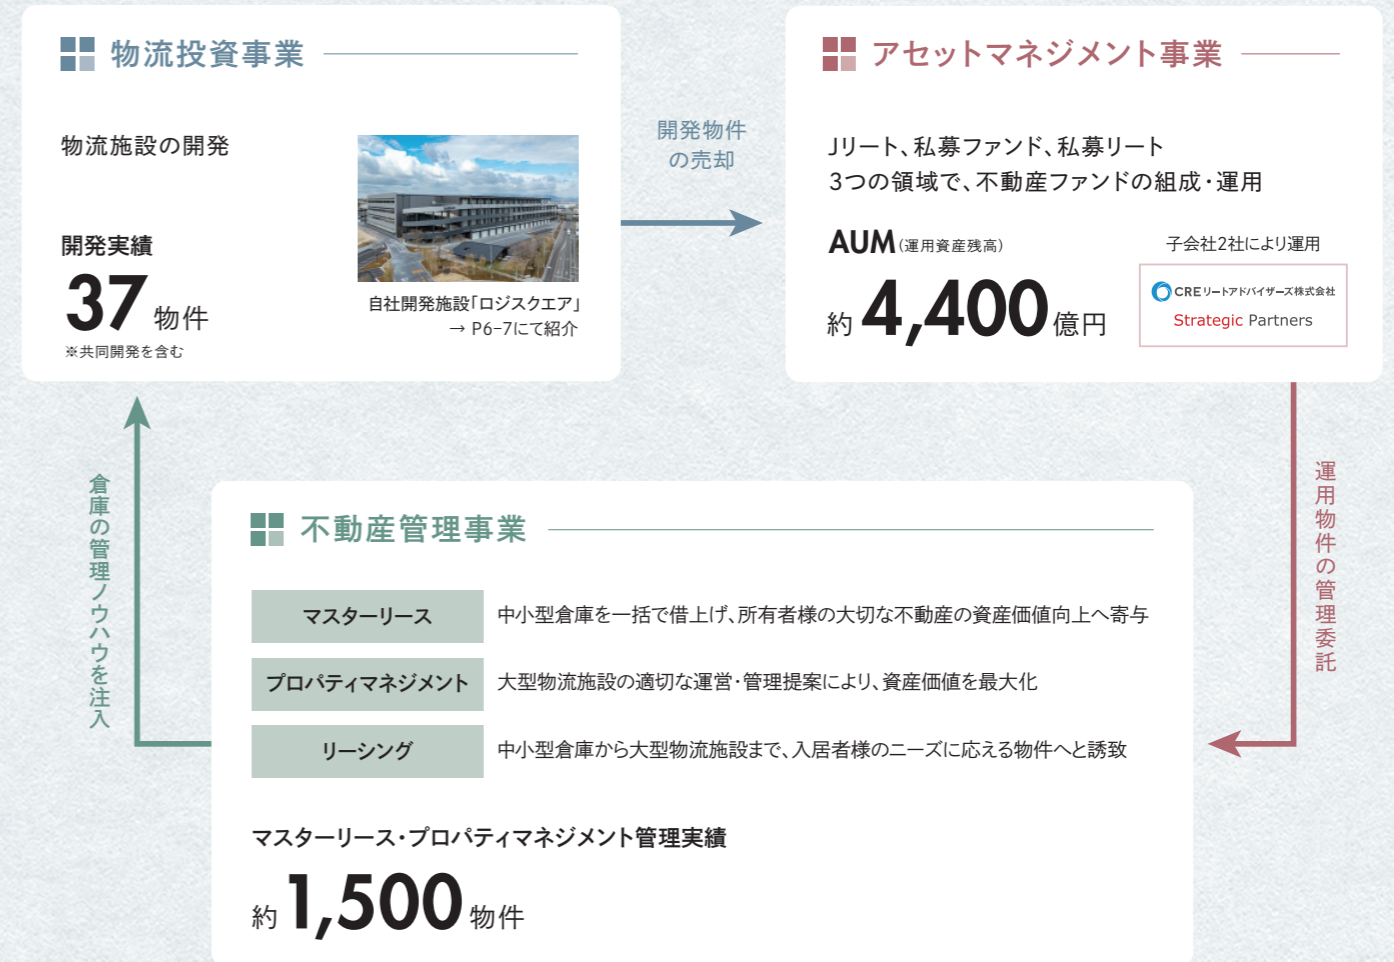 物流投資事業
物流施設の開発
開発実績
37 物件
※共同開発を含む
自社開発施設「ロジスクエア」
→ P6-7にて紹介
開発物件
の売却
アセットマネジメント事業
Jリート、私募ファンド、私募リート
3つの領域で、不動産ファンドの組成・運用
AUM(運用資産残高)
約4,400億円
子会社2社により運用
CREリートアドバイザーズ株式会社
Strategic Partners
運用物件の管理委託
不動産管理事業
マスターリース 中小型倉庫を一括で借上げ、所有者様の大切な不動産の資産価値向上へ寄与
プロパティマネジメント 大型物流施設の適切な運営・管理提案により、資産価値を最大化
リーシング 中小型倉庫から大型物流施設まで、入居者様のニーズに応える物件へと誘致
マスターリース・プロパティマネジメント管理実績
約1,500物件
倉庫の管理ノウハウを注入